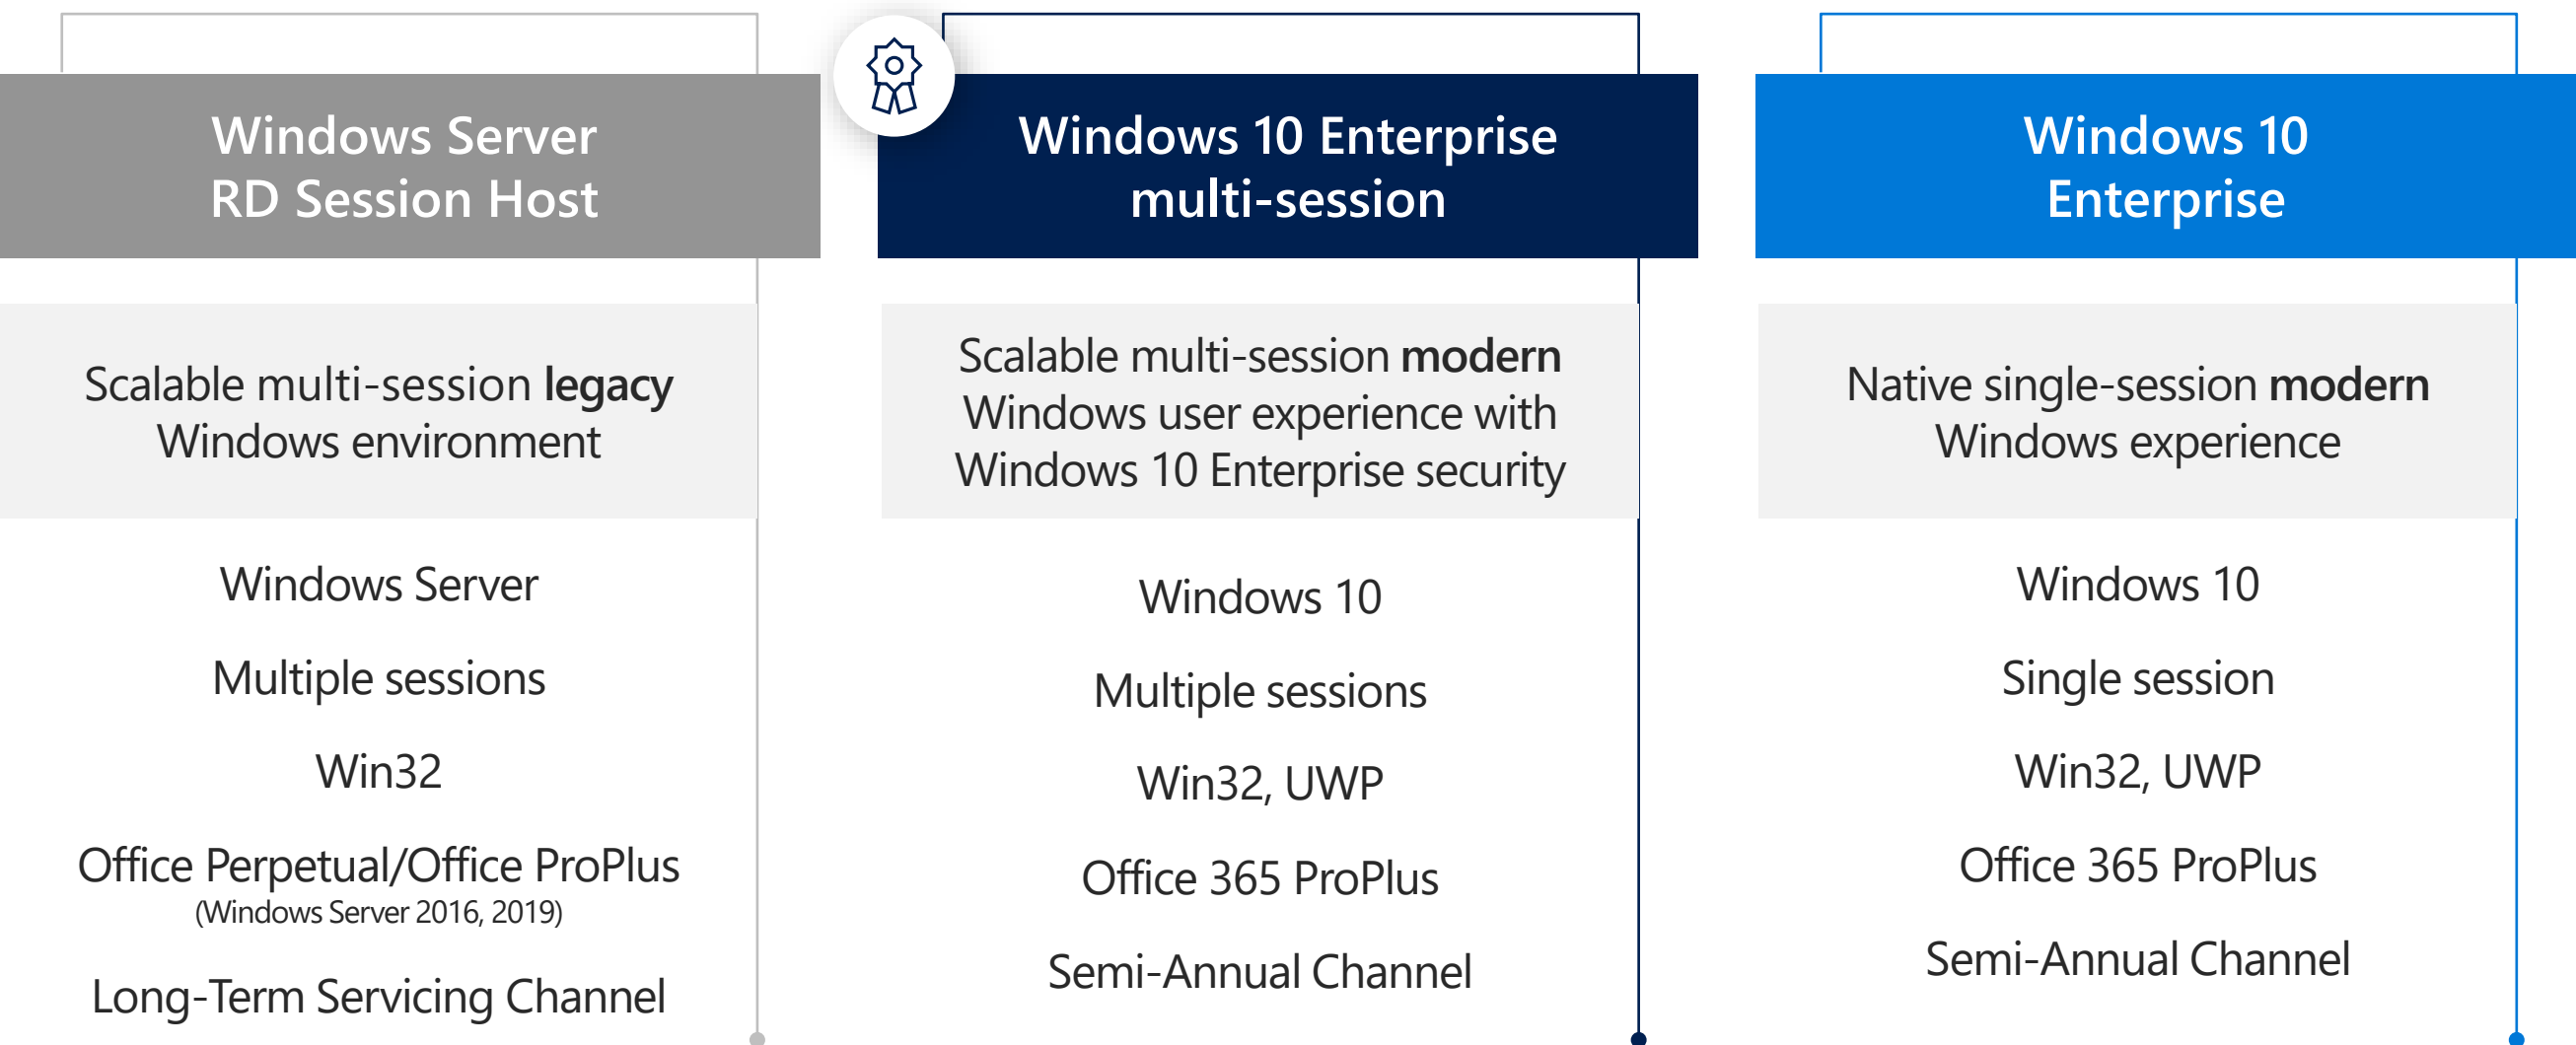 Windows Server
RD Session Host
Scalable multi-session legacy
Windows environment
Windows Server
Multiple sessions
Win32
Office Perpetual/Office ProPlus
(Windows Server 2016, 2019)
Long-Term Servicing Channel
Windows 10 Enterprise
multi-session
Scalable multi-session modern
Windows user experience with
Windows 10 Enterprise security
Windows 10
Multiple sessions
Win32, UWP
Office 365 ProPlus
Semi-Annual Channel
Windows 10
Enterprise
Native single-session modern
Windows experience
Windows 10
Single session
Win32, UWP
Office 365 ProPlus
Semi-Annual Channel